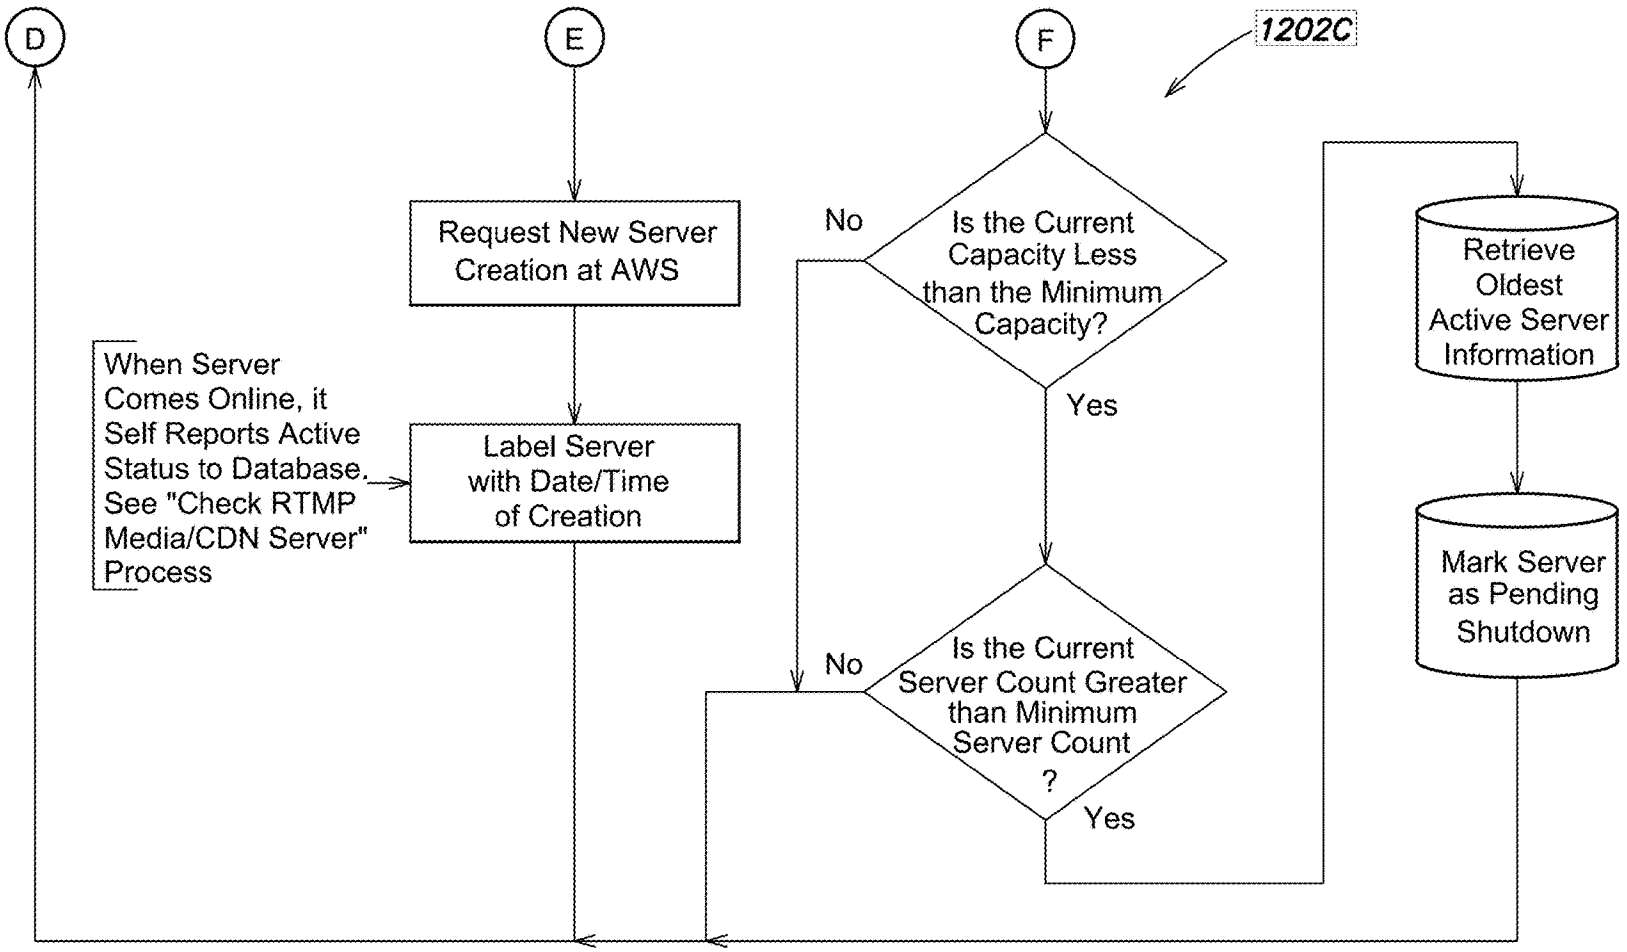 D
E
F
1202C
Request New Server
Creation at AWS
When Server
Comes Online, it
Self Reports Active
Status to Database.
See "Check RTMP
Media/CDN Server"
Process
Label Server
with Date/Time
of Creation
No
Is the Current
Capacity Less
than the Minimum
Capacity?
Yes
No
Is the Current
Server Count Greater
than Minimum
Server Count
?
Yes
Retrieve
Oldest
Active Server
Information
Mark Server
as Pending
Shutdown